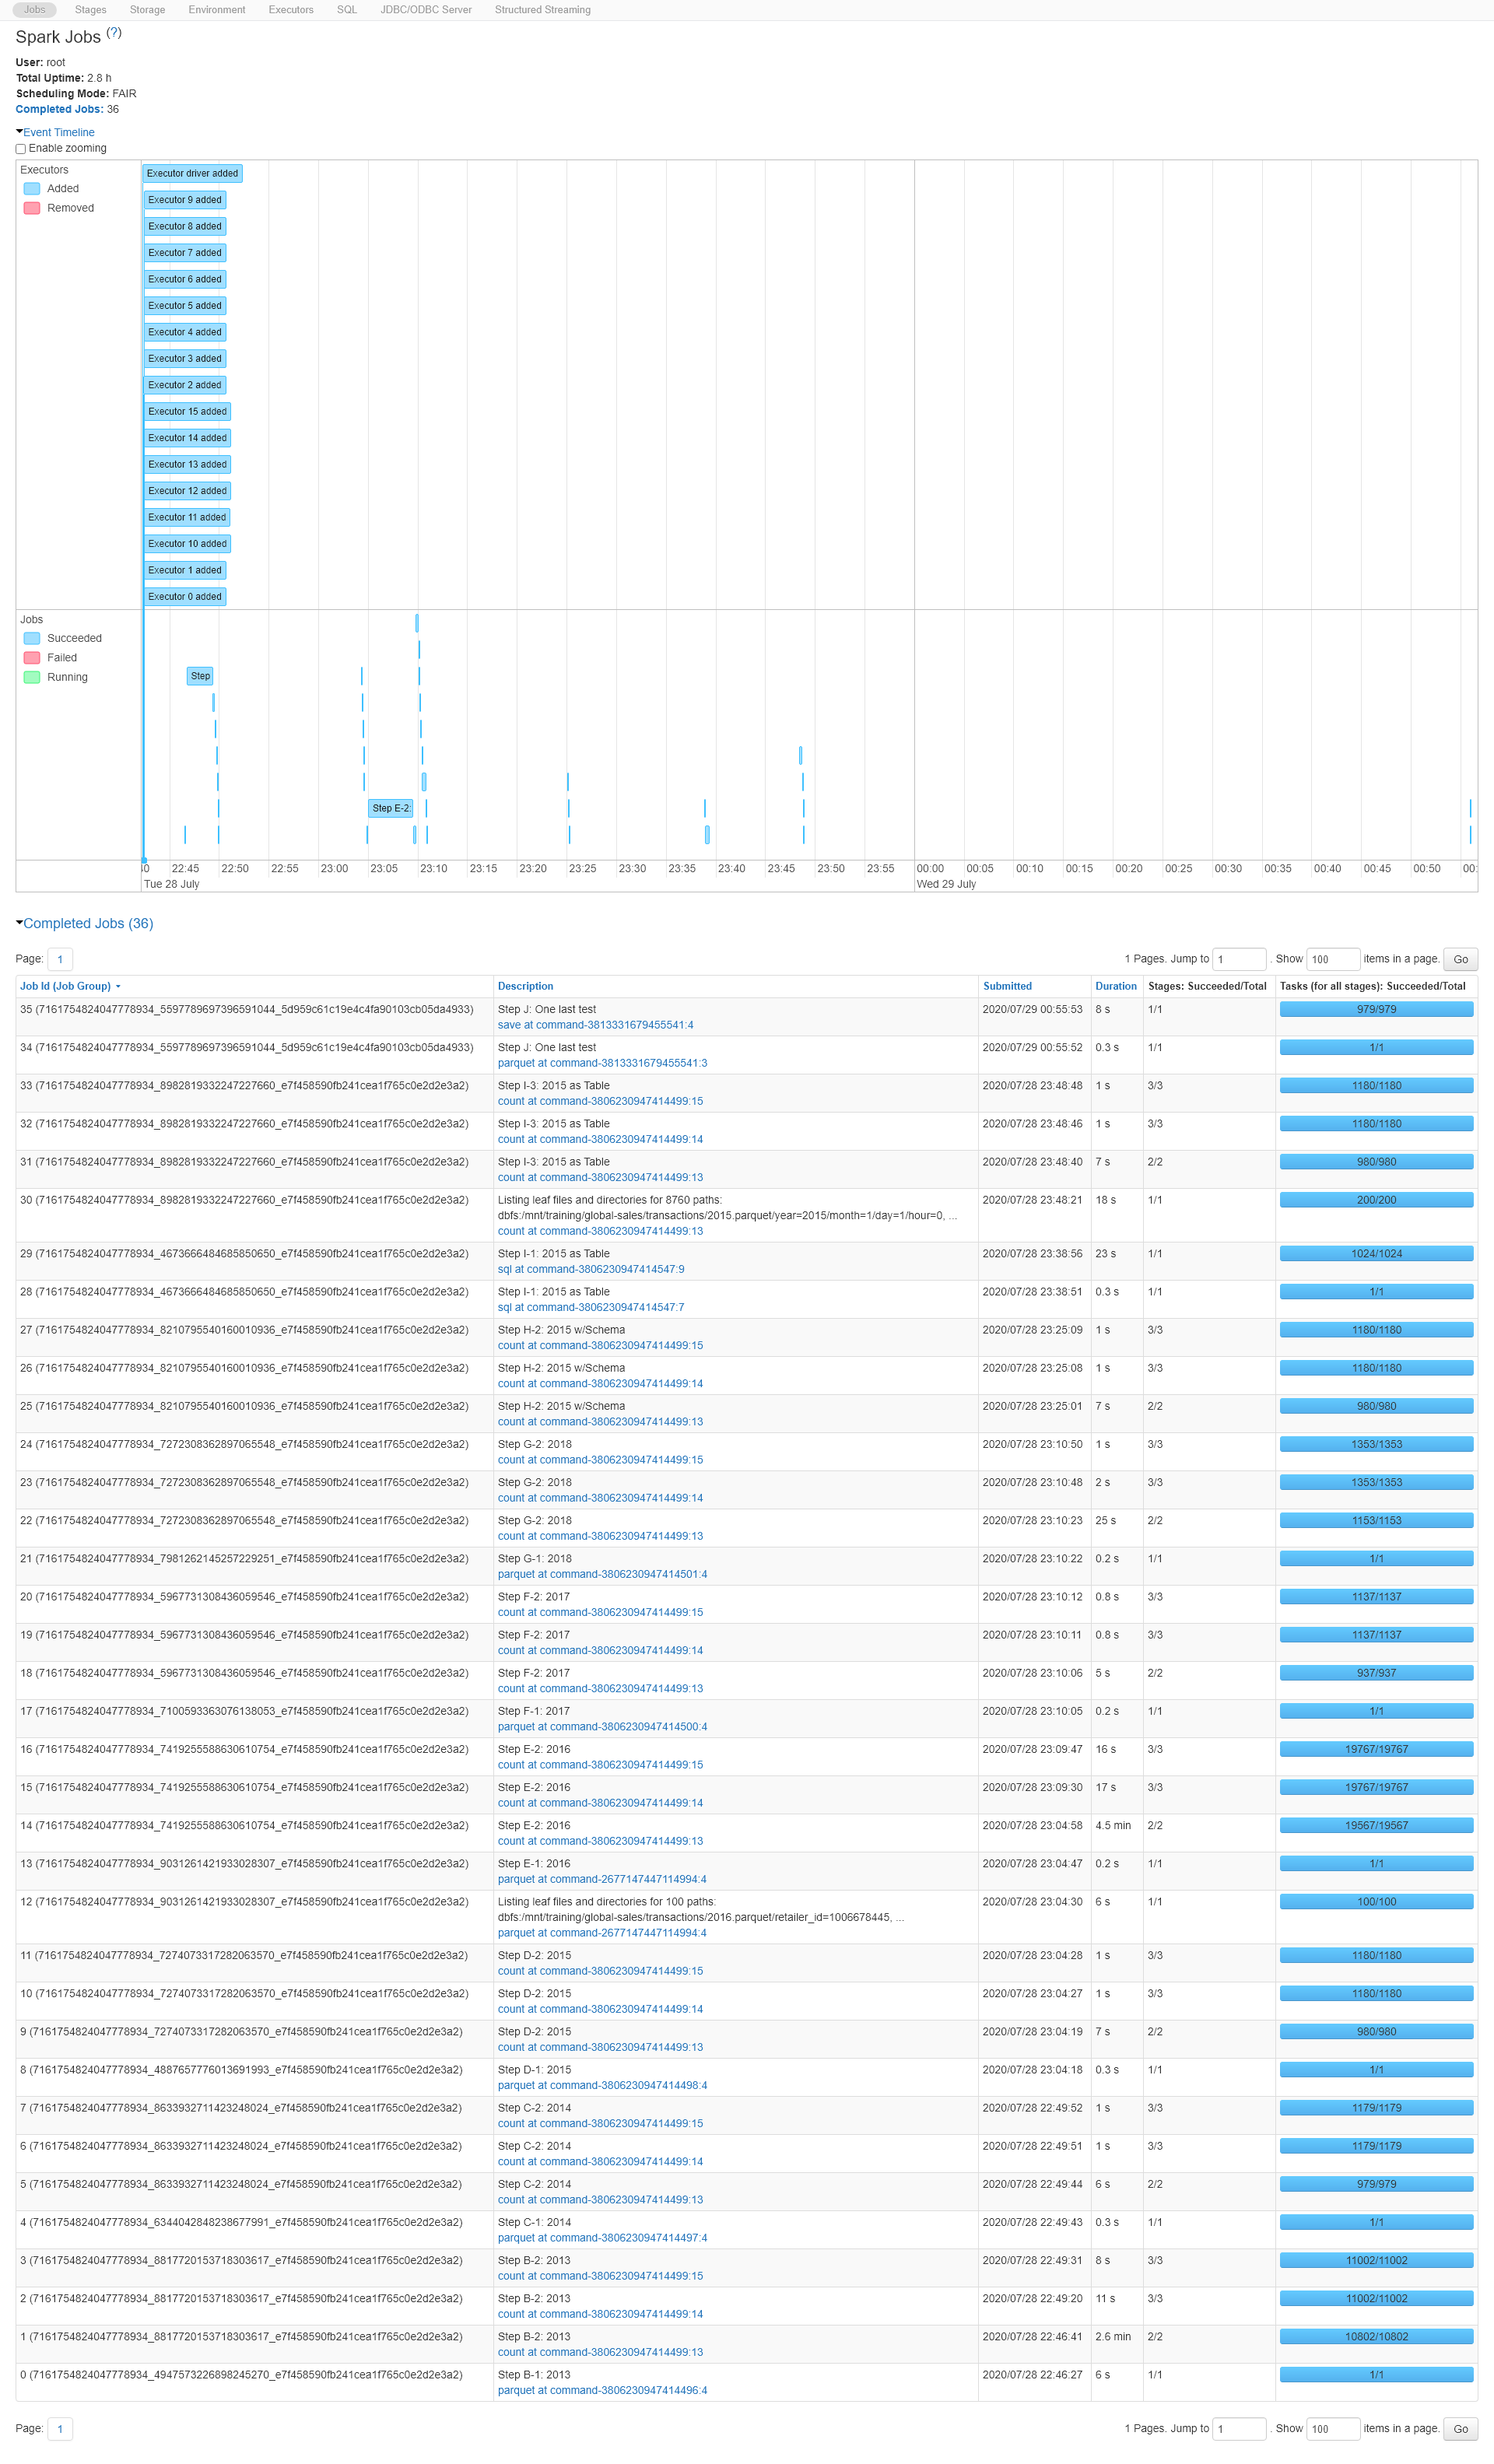 Jobs Stages Storage Environment Executors SQL JDBC/ODBC Server Structured Streaming
Spark Jobs (?)
User: root
Total Uptime: 2.8 h
Scheduling Mode: FAIR
Completed Jobs: 36
Event Timeline
Enable zooming
Executors
Added
Removed
Executor driver added
Executor 9 added
Executor 8 added
Executor 7 added
Executor 6 added
Executor 5 added
Executor 4 added
Executor 3 added
Executor 2 added
Executor 15 added
Executor 14 added
Executor 13 added
Executor 12 added
Executor 11 added
Executor 10 added
Executor 1 added
Executor 0 added
Jobs
Succeeded
Failed
Running
Step
Step E-2:
22:45 22:50 22:55 23:00 23:05 23:10 23:15 23:20 23:25 23:30 23:35 23:40 23:45 23:50 23:55 00:00 00:05 00:10 00:15 00:20 00:25 00:30 00:35 00:40 00:45 00:50 00:
Tue 28 July Wed 29 July
Completed Jobs (36)
Page: 1 1 Pages. Jump to 1 . Show 100 items in a page. Go
Job Id (Job Group) Description Submitted Duration Stages: Succeeded/Total Tasks (for all stages): Succeeded/Total
35 (7161754824047778934_5597789697396591044_5d959c61c19e4c4fa90103cb05da4933) Step J: One last test 2020/07/29 00:55:53 8 s 1/1 979/979
save at command-3813331679455541:4
34 (7161754824047778934_5597789697396591044_5d959c61c19e4c4fa90103cb05da4933) Step J: One last test 2020/07/29 00:55:52 0.3 s 1/1 1/1
parquet at command-3813331679455541:3
33 (7161754824047778934_8982819332247227660_e7f458590fb241cea1f765c0e2d2e3a2) Step I-3: 2015 as Table 2020/07/28 23:48:48 1 s 3/3 1180/1180
count at command-3806230947414499:15
32 (7161754824047778934_8982819332247227660_e7f458590fb241cea1f765c0e2d2e3a2) Step I-3: 2015 as Table 2020/07/28 23:48:46 1 s 3/3 1180/1180
count at command-3806230947414499:14
31 (7161754824047778934_8982819332247227660_e7f458590fb241cea1f765c0e2d2e3a2) Step I-3: 2015 as Table 2020/07/28 23:48:40 7 s 2/2 980/980
count at command-3806230947414499:13
30 (7161754824047778934_8982819332247227660_e7f458590fb241cea1f765c0e2d2e3a2) Listing leaf files and directories for 8760 paths: 2020/07/28 23:48:21 18 s 1/1 200/200
dbfs:/mnt/training/global-sales/transactions/2015.parquet/year=2015/month=1/day=1/hour=0, ...
count at command-3806230947414499:13
29 (7161754824047778934_4673666484685850650_e7f458590fb241cea1f765c0e2d2e3a2) Step I-1: 2015 as Table 2020/07/28 23:38:56 23 s 1/1 1024/1024
sql at command-3806230947414547:9
28 (7161754824047778934_4673666484685850650_e7f458590fb241cea1f765c0e2d2e3a2) Step I-1: 2015 as Table 2020/07/28 23:38:51 0.3 s 1/1 1/1
sql at command-3806230947414547:7
27 (7161754824047778934_8210795540160010936_e7f458590fb241cea1f765c0e2d2e3a2) Step H-2: 2015 w/Schema 2020/07/28 23:25:09 1 s 3/3 1180/1180
count at command-3806230947414499:15
26 (7161754824047778934_8210795540160010936_e7f458590fb241cea1f765c0e2d2e3a2) Step H-2: 2015 w/Schema 2020/07/28 23:25:08 1 s 3/3 1180/1180
count at command-3806230947414499:14
25 (7161754824047778934_8210795540160010936_e7f458590fb241cea1f765c0e2d2e3a2) Step H-2: 2015 w/Schema 2020/07/28 23:25:01 7 s 2/2 980/980
count at command-3806230947414499:13
24 (7161754824047778934_7272308362897065548_e7f458590fb241cea1f765c0e2d2e3a2) Step G-2: 2018 2020/07/28 23:10:50 1 s 3/3 1353/1353
count at command-3806230947414499:15
23 (7161754824047778934_7272308362897065548_e7f458590fb241cea1f765c0e2d2e3a2) Step G-2: 2018 2020/07/28 23:10:48 2 s 3/3 1353/1353
count at command-3806230947414499:14
22 (7161754824047778934_7272308362897065548_e7f458590fb241cea1f765c0e2d2e3a2) Step G-2: 2018 2020/07/28 23:10:23 25 s 2/2 1153/1153
count at command-3806230947414499:13
21 (7161754824047778934_7981262145257229251_e7f458590fb241cea1f765c0e2d2e3a2) Step G-1: 2018 2020/07/28 23:10:22 0.2 s 1/1 1/1
parquet at command-3806230947414501:4
20 (7161754824047778934_5967731308436059546_e7f458590fb241cea1f765c0e2d2e3a2) Step F-2: 2017 2020/07/28 23:10:12 0.8 s 3/3 1137/1137
count at command-3806230947414499:15
19 (7161754824047778934_5967731308436059546_e7f458590fb241cea1f765c0e2d2e3a2) Step F-2: 2017 2020/07/28 23:10:11 0.8 s 3/3 1137/1137
count at command-3806230947414499:14
18 (7161754824047778934_5967731308436059546_e7f458590fb241cea1f765c0e2d2e3a2) Step F-2: 2017 2020/07/28 23:10:06 5 s 2/2 937/937
count at command-3806230947414499:13
17 (7161754824047778934_7100593363076138053_e7f458590fb241cea1f765c0e2d2e3a2) Step F-1: 2017 2020/07/28 23:10:05 0.2 s 1/1 1/1
parquet at command-3806230947414500:4
16 (7161754824047778934_7419255588630610754_e7f458590fb241cea1f765c0e2d2e3a2) Step E-2: 2016 2020/07/28 23:09:47 16 s 3/3 19767/19767
count at command-3806230947414499:15
15 (7161754824047778934_7419255588630610754_e7f458590fb241cea1f765c0e2d2e3a2) Step E-2: 2016 2020/07/28 23:09:30 17 s 3/3 19767/19767
count at command-3806230947414499:14
14 (7161754824047778934_7419255588630610754_e7f458590fb241cea1f765c0e2d2e3a2) Step E-2: 2016 2020/07/28 23:04:58 4.5 min 2/2 19567/19567
count at command-3806230947414499:13
13 (7161754824047778934_9031261421933028307_e7f458590fb241cea1f765c0e2d2e3a2) Step E-1: 2016 2020/07/28 23:04:47 0.2 s 1/1 1/1
parquet at command-2677147447114994:4
12 (7161754824047778934_9031261421933028307_e7f458590fb241cea1f765c0e2d2e3a2) Listing leaf files and directories for 100 paths: 2020/07/28 23:04:30 6 s 1/1 100/100
dbfs:/mnt/training/global-sales/transactions/2016.parquet/retailer_id=1006678445, ...
parquet at command-2677147447114994:4
11 (7161754824047778934_7274073317282063570_e7f458590fb241cea1f765c0e2d2e3a2) Step D-2: 2015 2020/07/28 23:04:28 1 s 3/3 1180/1180
count at command-3806230947414499:15
10 (7161754824047778934_7274073317282063570_e7f458590fb241cea1f765c0e2d2e3a2) Step D-2: 2015 2020/07/28 23:04:27 1 s 3/3 1180/1180
count at command-3806230947414499:14
9 (7161754824047778934_7274073317282063570_e7f458590fb241cea1f765c0e2d2e3a2) Step D-2: 2015 2020/07/28 23:04:19 7 s 2/2 980/980
count at command-3806230947414499:13
8 (7161754824047778934_4887657776013691993_e7f458590fb241cea1f765c0e2d2e3a2) Step D-1: 2015 2020/07/28 23:04:18 0.3 s 1/1 1/1
parquet at command-3806230947414498:4
7 (7161754824047778934_8633932711423248024_e7f458590fb241cea1f765c0e2d2e3a2) Step C-2: 2014 2020/07/28 22:49:52 1 s 3/3 1179/1179
count at command-3806230947414499:15
6 (7161754824047778934_8633932711423248024_e7f458590fb241cea1f765c0e2d2e3a2) Step C-2: 2014 2020/07/28 22:49:51 1 s 3/3 1179/1179
count at command-3806230947414499:14
5 (7161754824047778934_8633932711423248024_e7f458590fb241cea1f765c0e2d2e3a2) Step C-2: 2014 2020/07/28 22:49:44 6 s 2/2 979/979
count at command-3806230947414499:13
4 (7161754824047778934_6344042848238677991_e7f458590fb241cea1f765c0e2d2e3a2) Step C-1: 2014 2020/07/28 22:49:43 0.3 s 1/1 1/1
parquet at command-3806230947414497:4
3 (7161754824047778934_8817720153718303617_e7f458590fb241cea1f765c0e2d2e3a2) Step B-2: 2013 2020/07/28 22:49:31 8 s 3/3 11002/11002
count at command-3806230947414499:15
2 (7161754824047778934_8817720153718303617_e7f458590fb241cea1f765c0e2d2e3a2) Step B-2: 2013 2020/07/28 22:49:20 11 s 3/3 11002/11002
count at command-3806230947414499:14
1 (7161754824047778934_8817720153718303617_e7f458590fb241cea1f765c0e2d2e3a2) Step B-2: 2013 2020/07/28 22:46:41 2.6 min 2/2 10802/10802
count at command-3806230947414499:13
0 (7161754824047778934_4947573226898245270_e7f458590fb241cea1f765c0e2d2e3a2) Step B-1: 2013 2020/07/28 22:46:27 6 s 1/1 1/1
parquet at command-3806230947414496:4
Page: 1 1 Pages. Jump to 1 . Show 100 items in a page. Go